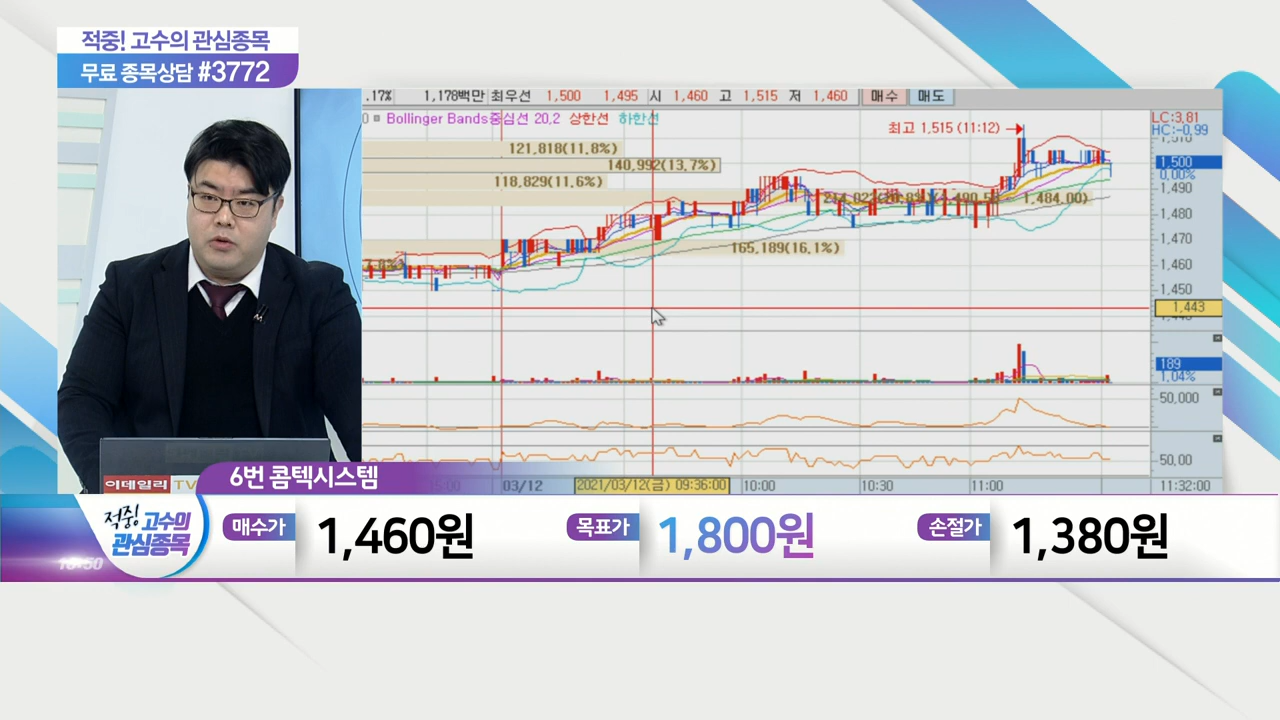 적중! 고수의 관심종목
무료 종목상담 #3772
.17% 1,178백만 최우선 1,500 1,495 시 1,460 고 1,515 저 1,460 매수 매도
Bollinger Bands중심선 20,2 상한선 하한선
최고 1,515 (11:12)
LC:3,81
HC:-0,99
121,818(11.8%)
140,992(13.7%)
118,829(11.6%)
1,484.00)
165,189(16.1%)
1,500
0,00%
1,490
1,480
1,470
1,460
1,450
1,443
189
1,04%
50,000
50,00
03/12 2021/03/12(금) 09:36:00 10:00 10:30 11:00 11:32:00
이데일리 TV
6번 콤텍시스템
적중! 고수의 관심종목
매수가 1,460원 목표가 1,800원 손절가 1,380원